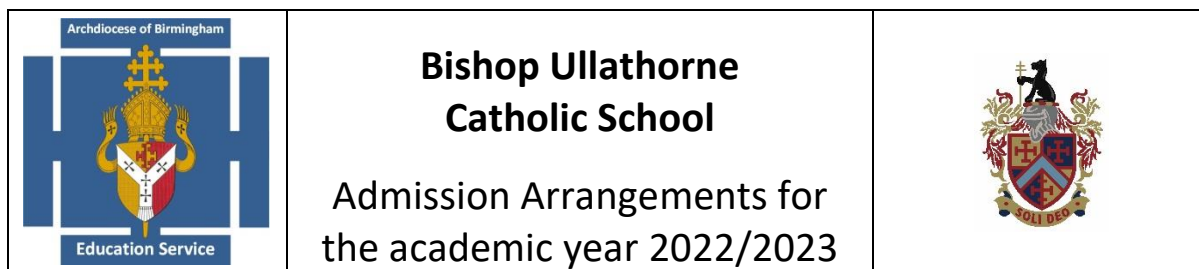 Archdiocese of Birmingham
Education Service
Bishop Ullathorne
Catholic School
Admission Arrangements for
the academic year 2022/2023
SOLI DEO